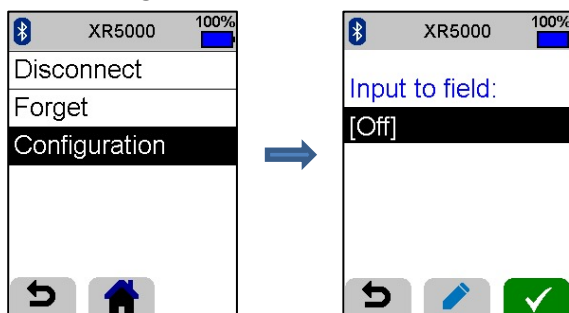 XR5000 100%
Disconnect
Forget
Configuration
XR5000 100%
Input to field:
[Off]